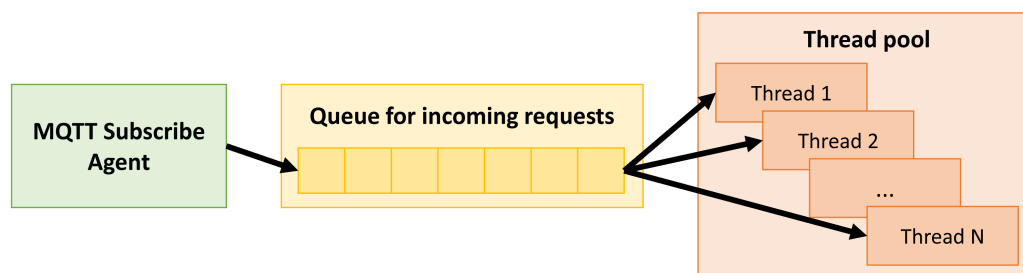 MQTT Subscribe
Agent
Queue for incoming requests
Thread pool
Thread 1
Thread 2
...
Thread N